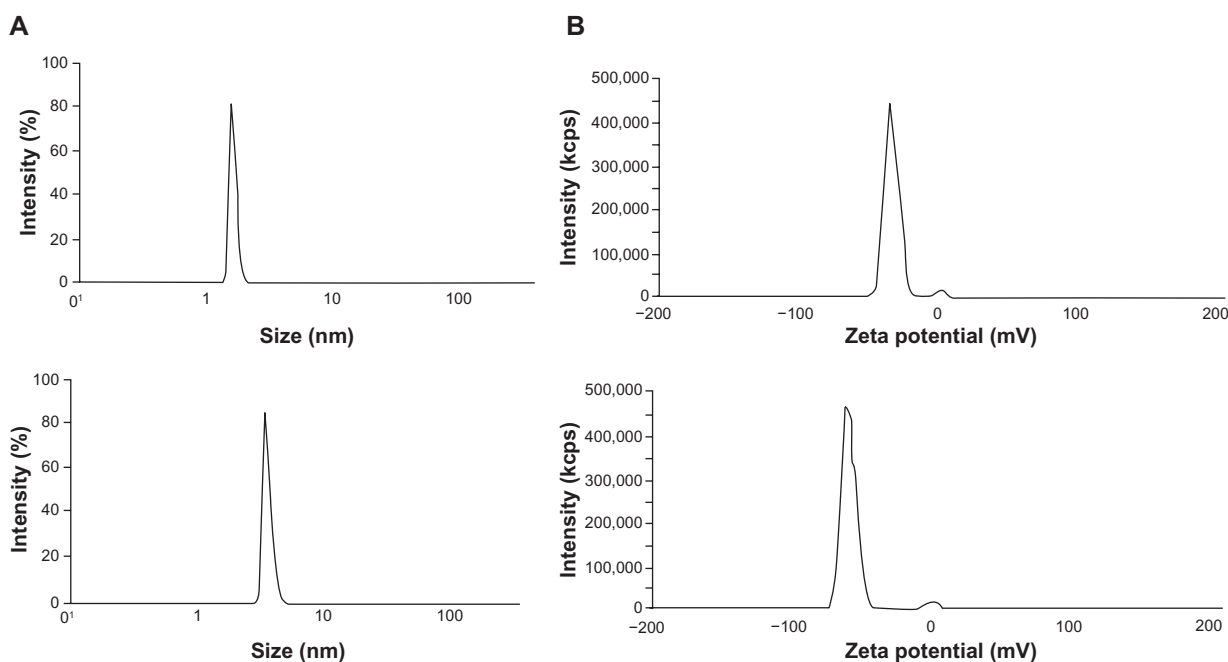 A
100
80
60
40
20
0
Intensity (%)
0¹ 1 10 100
Size (nm)
B
500,000
400,000
300,000
200,000
100,000
0
Intensity (kcps)
−200 −100 0 100 200
Zeta potential (mV)
100
80
60
40
20
0
Intensity (%)
0¹ 1 10 100
Size (nm)
500,000
400,000
300,000
200,000
100,000
0
Intensity (kcps)
−200 −100 0 100 200
Zeta potential (mV)